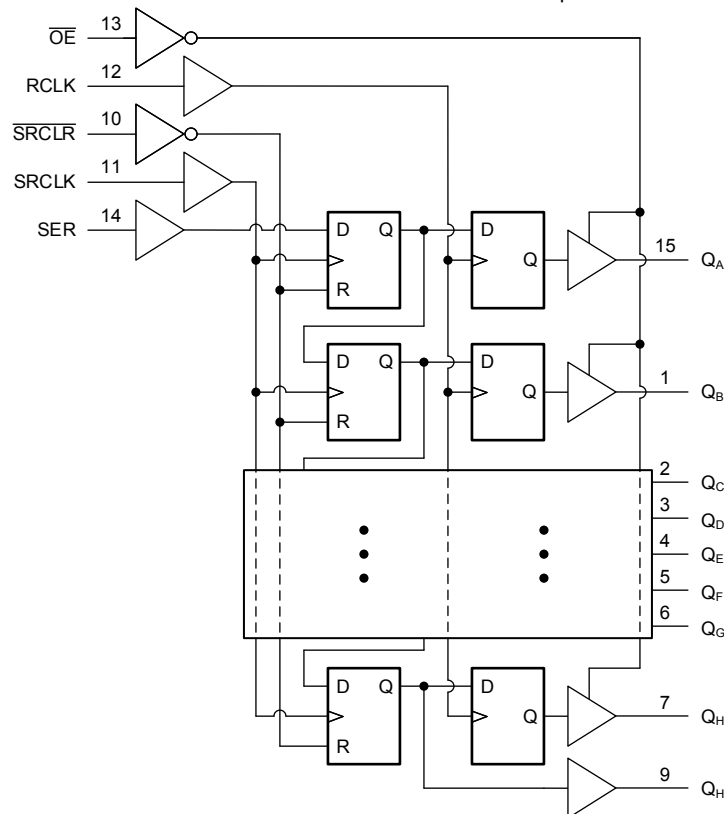 13
OE
12
RCLK
10
SRCLR
11
SRCLK
14
SER
D Q
R
D
Q
15
QA
D Q
R
D
Q
1
QB
2
QC
3
QD
4
QE
5
QF
6
QG
D Q
R
D
Q
7
QH
9
QH